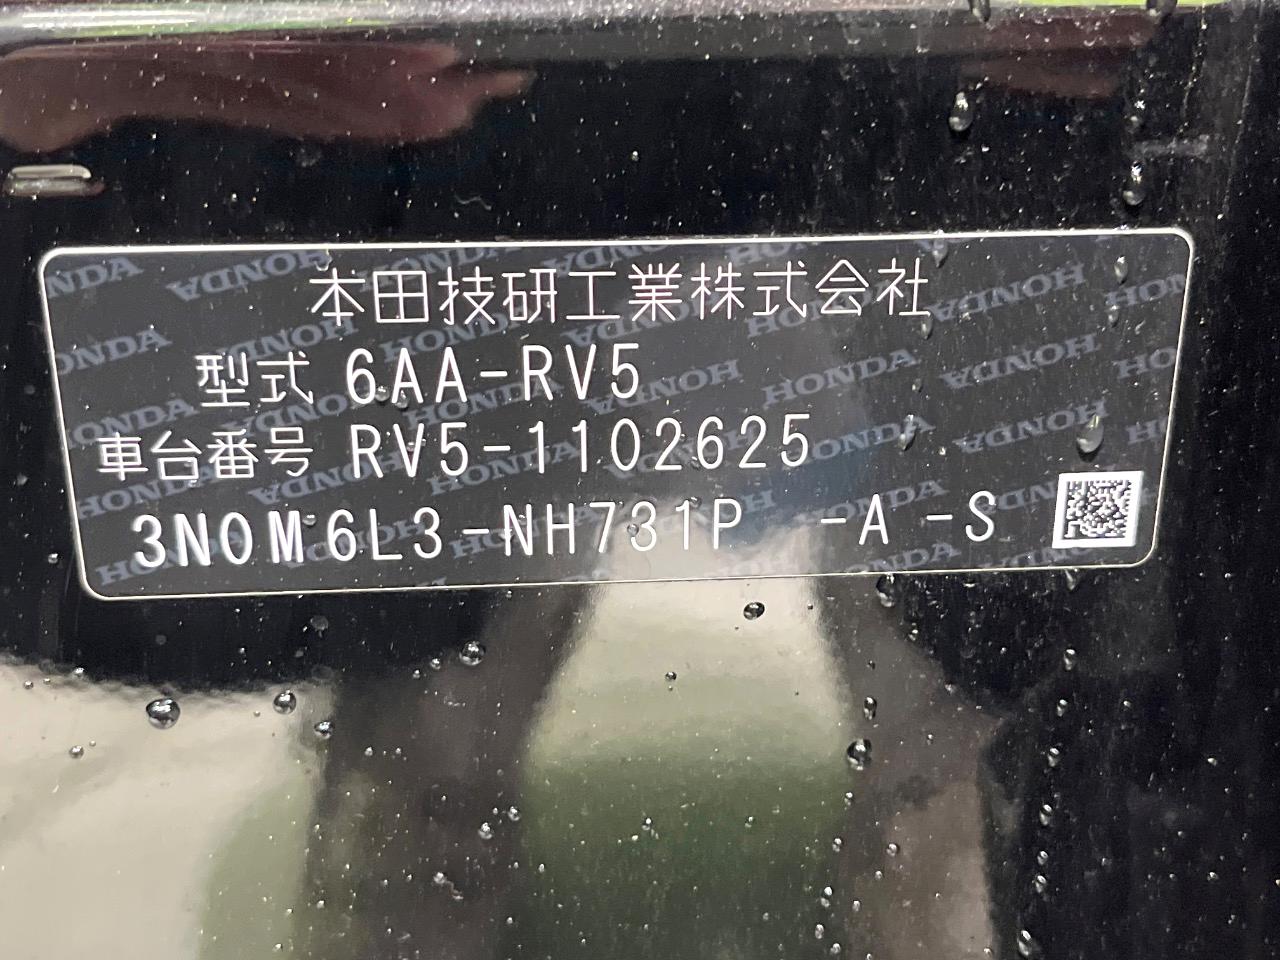 本田技研工業株式会社
型式 6AA-RV5
車台番号 RV5-1102625
3N0M6L3-NH731P -A -S